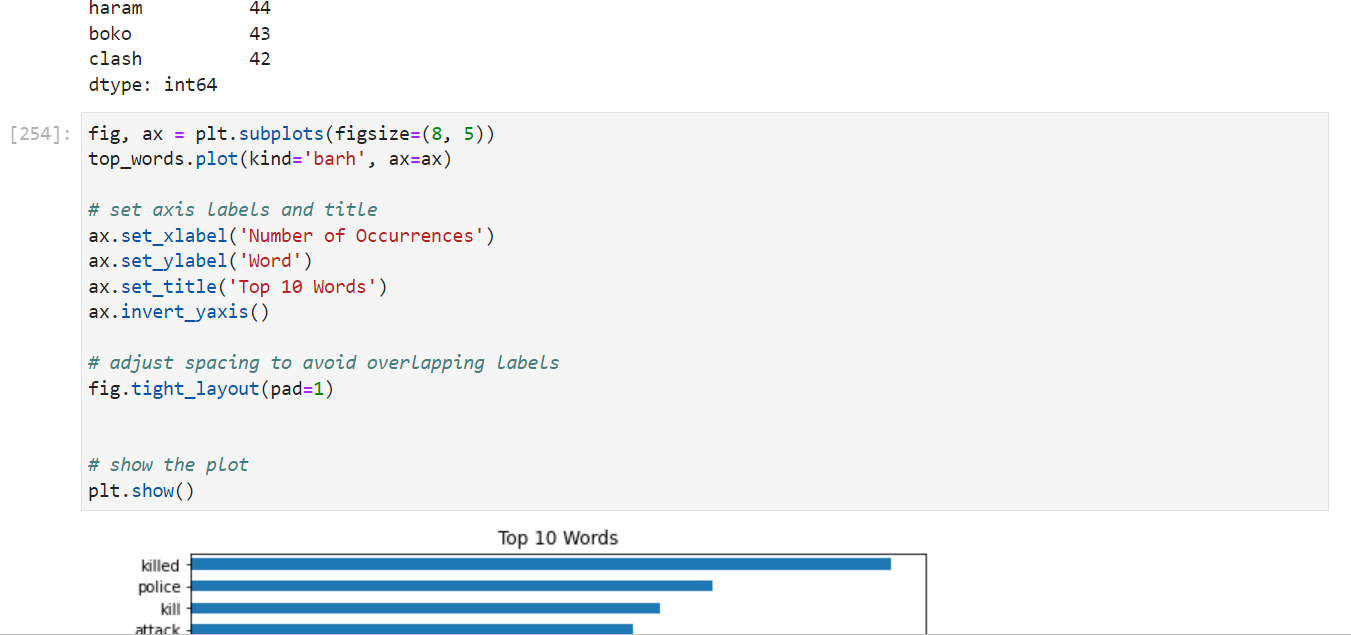 haram 44
boko 43
clash 42
dtype: int64
[254]: fig, ax = plt.subplots(figsize=(8, 5))
top_words.plot(kind='barh', ax=ax)
# set axis labels and title
ax.set_xlabel('Number of Occurrences')
ax.set_ylabel('Word')
ax.set_title('Top 10 Words')
ax.invert_yaxis()
# adjust spacing to avoid overlapping labels
fig.tight_layout(pad=1)
# show the plot
plt.show()
Top 10 Words
killed
police
kill
attack